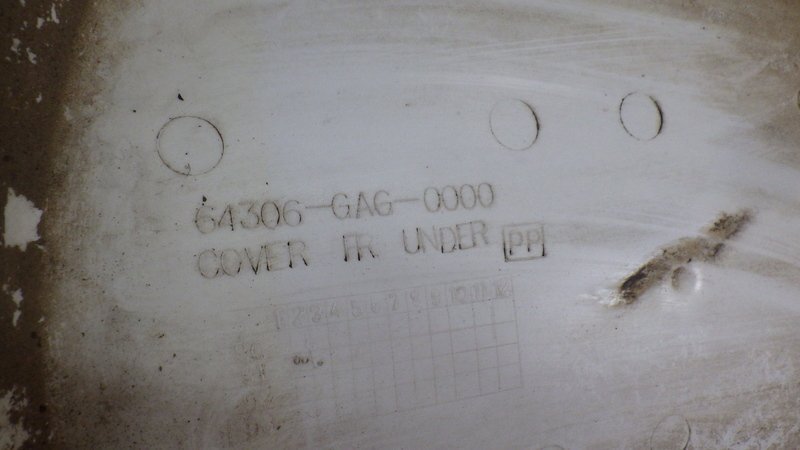 64306-GAG-0000
COVER FR UNDER PP
1 2 3 4 5 6 7 8 9 10 11 12